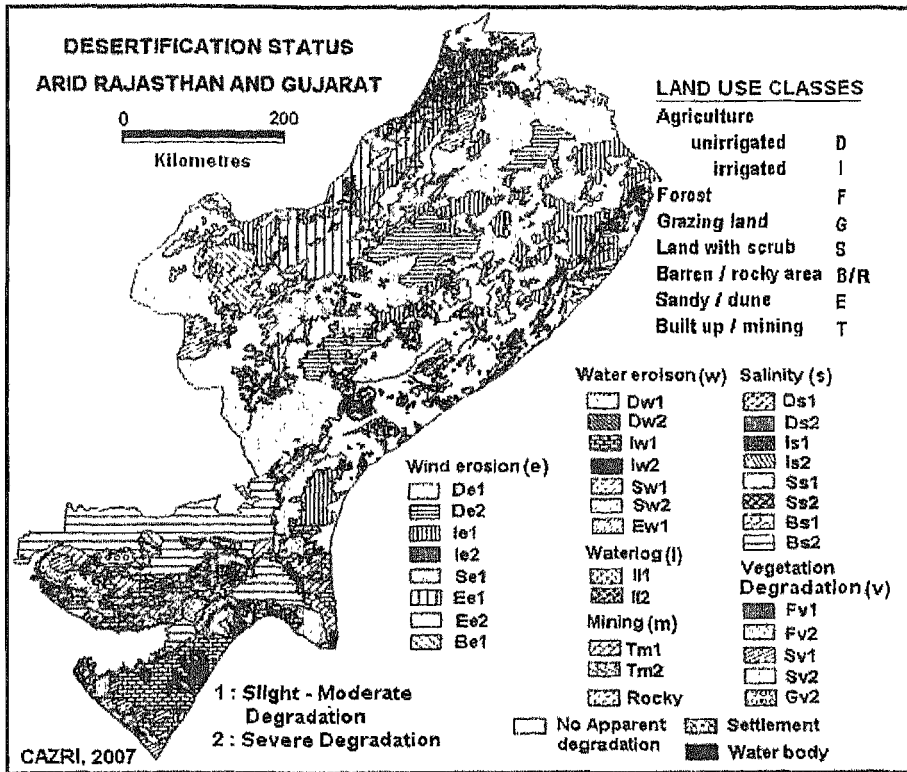 DESERTIFICATION STATUS
ARID RAJASTHAN AND GUJARAT
0 200
Kilometres
LAND USE CLASSES
Agriculture
unirrigated D
irrigated I
Forest F
Grazing land G
Land with scrub S
Barren / rocky area B/R
Sandy / dune E
Built up / mining T
Wind erosion (e)
De1
De2
Ie1
Ie2
Se1
Ee1
Ee2
Be1
Water eroison (w)
Dw1
Dw2
Iw1
Iw2
Sw1
Sw2
Ew1
Waterlog (l)
Il1
Il2
Mining (m)
Tm1
Tm2
Rocky
Salinity (s)
Ds1
Ds2
Is1
Is2
Ss1
Ss2
Bs1
Bs2
Vegetation
Degradation (v)
Fv1
Fv2
Sv1
Sv2
Gv2
No Apparent
degradation
Settlement
Water body
1 : Slight - Moderate
Degradation
2 : Severe Degradation
CAZRI, 2007